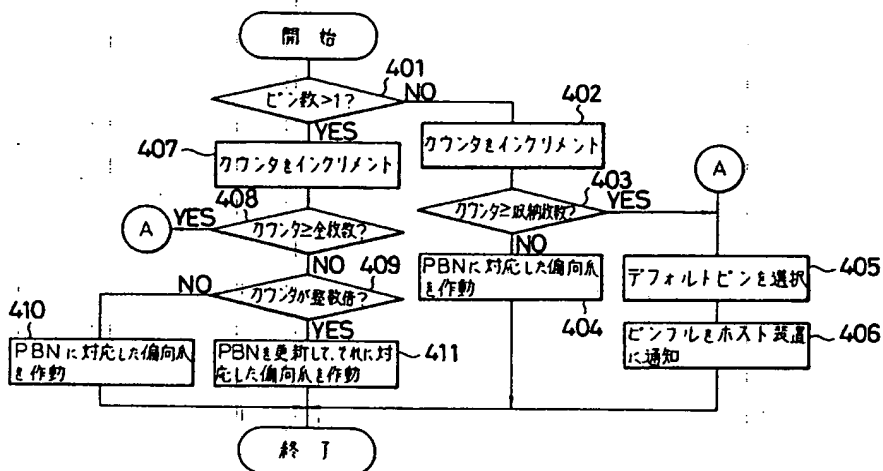 開始
401
ビン数>1?
NO
402
YES
407
カウンタをインクリメント
カウンタをインクリメント
A
408
403
YES
カウンタ≧収納枚数?
YES
A
カウンタ≧全枚数?
NO
NO
409
PBNに対応した偏向爪
を作動
404
デフォルトビンを選択
405
NO
カウンタが整数倍?
410
YES
ビンフルをホスト装置
に通知
406
PBNに対応した偏向爪
を作動
PBNを更新して、それに対
応した偏向爪を作動
411
終了